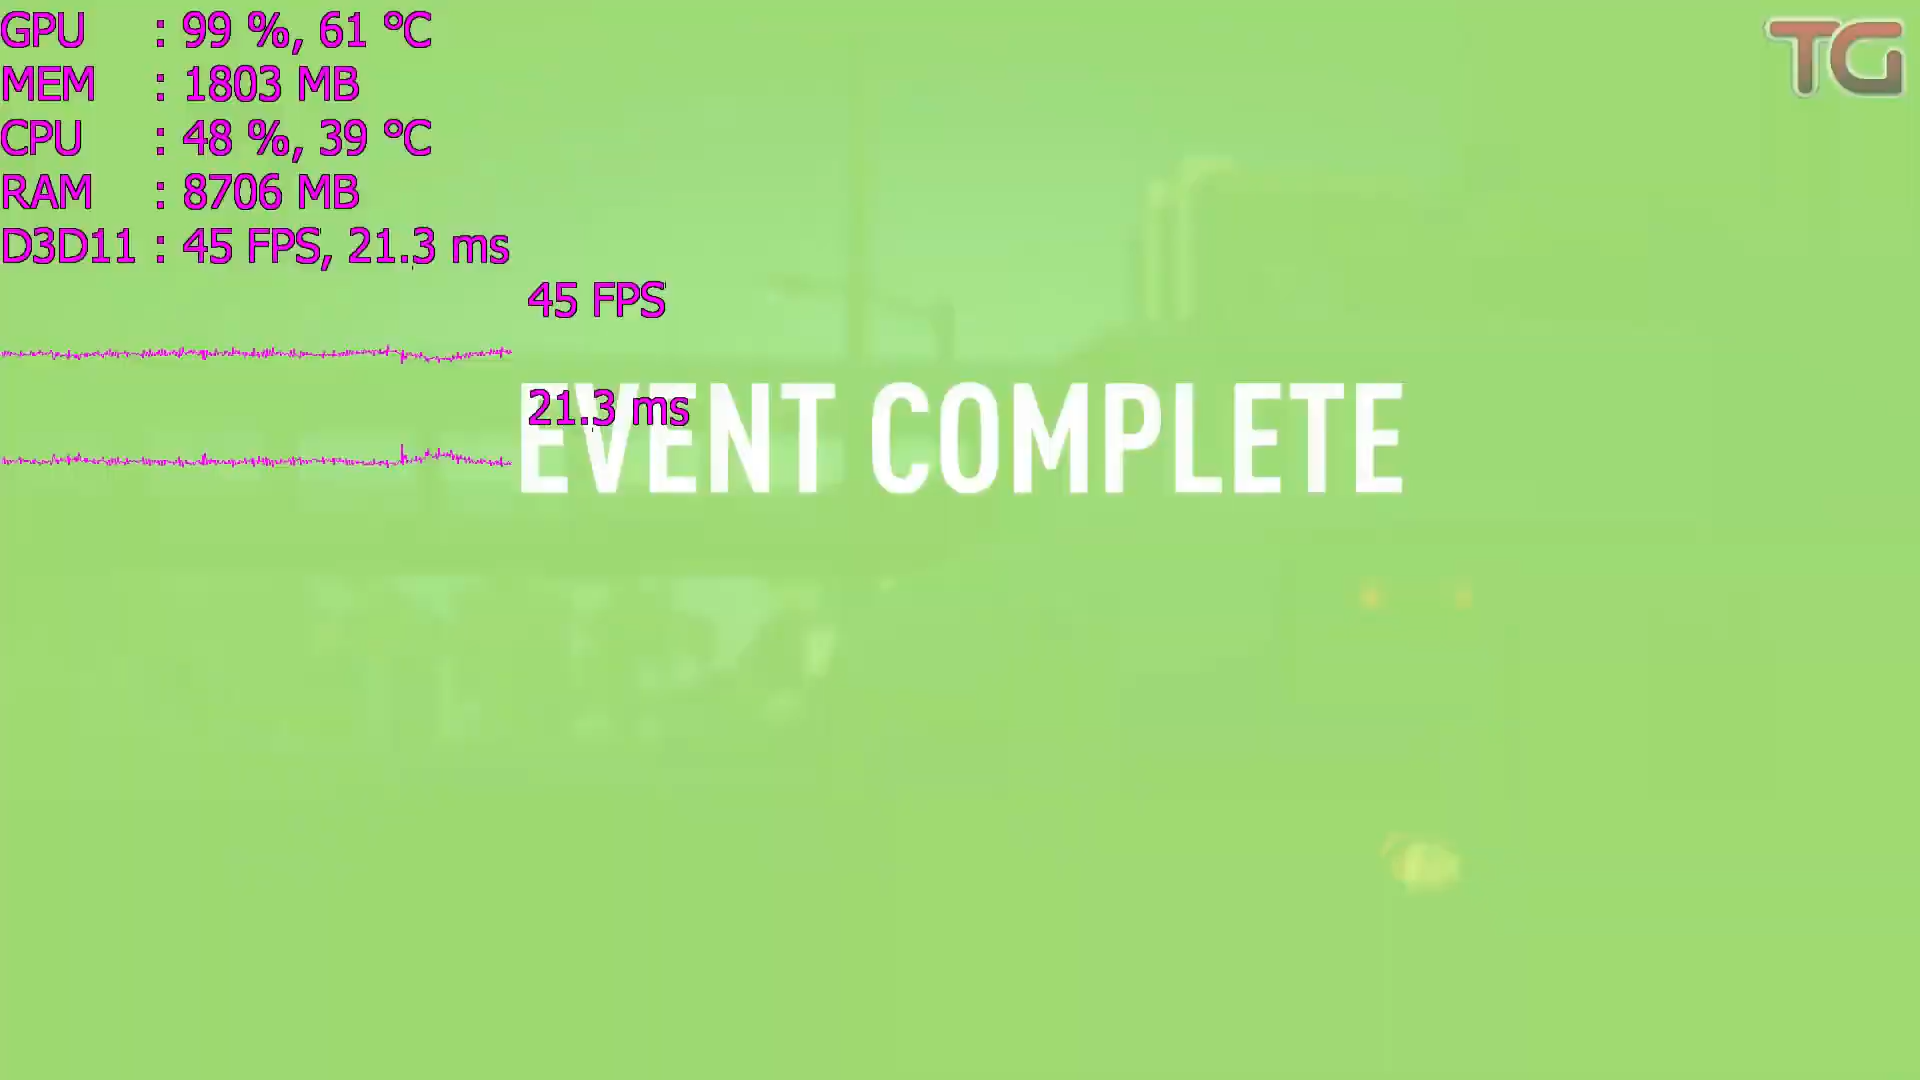 GPU : 99 %, 61 °C
TG
MEM : 1803 MB
CPU : 48 %, 39 °C
RAM : 8706 MB
D3D11 : 45 FPS, 21.3 ms
45 FPS
21.3 ms
EVENT COMPLETE